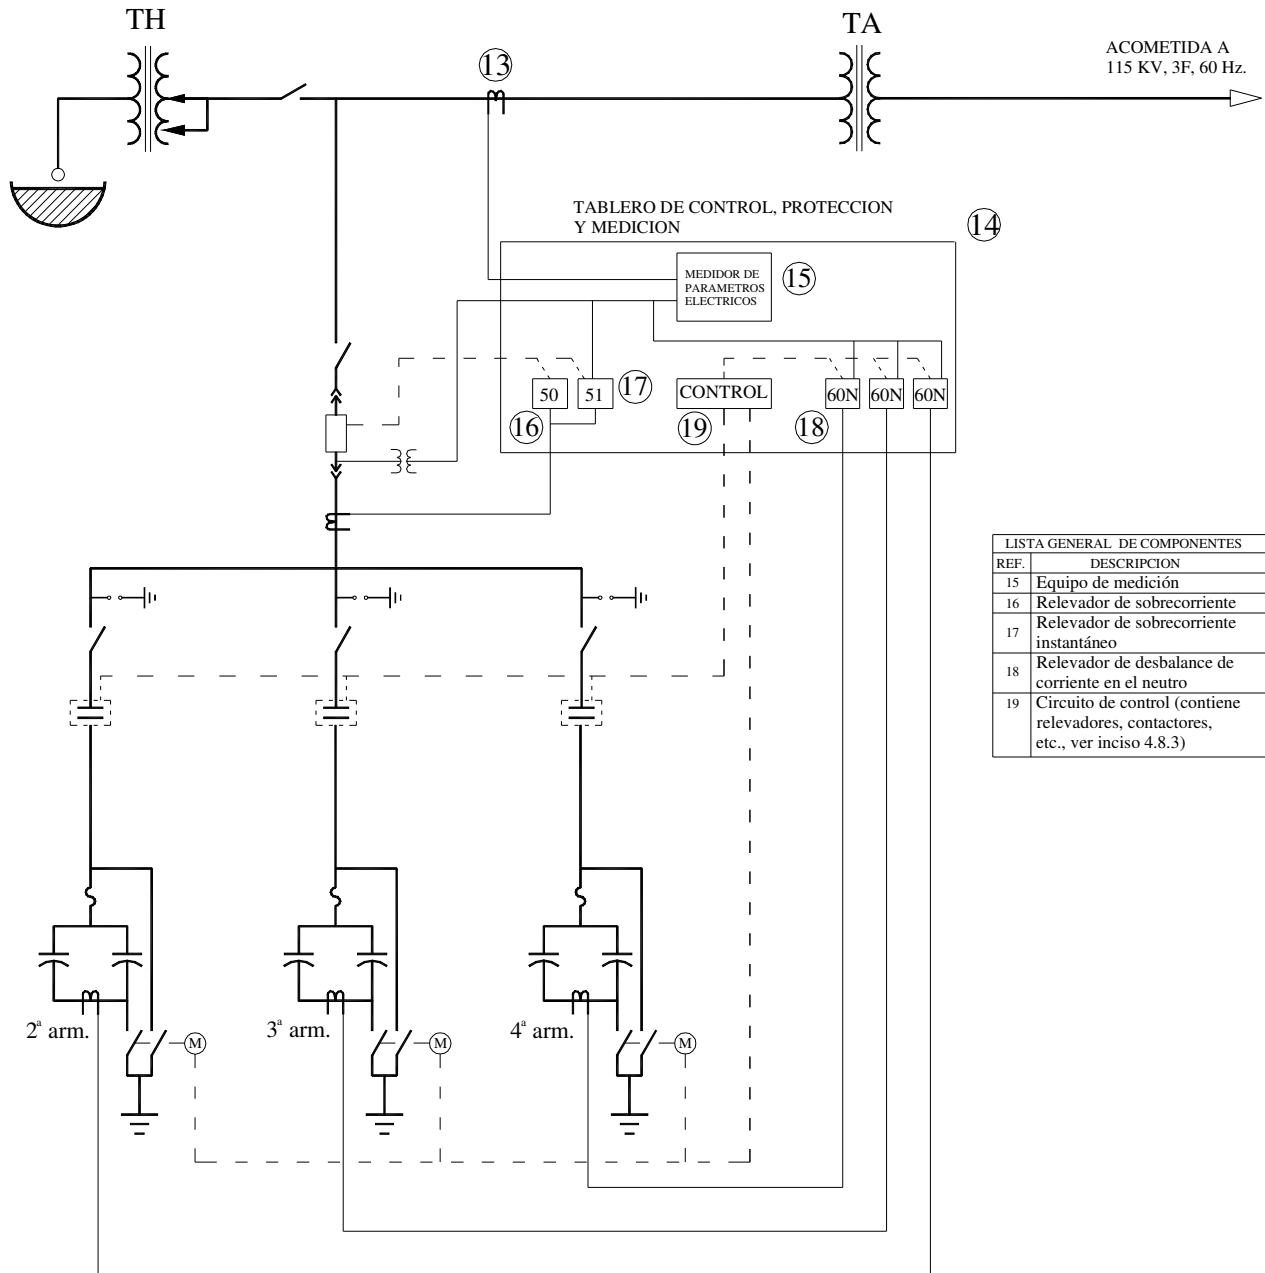 TH
TA
13
ACOMETIDA A
115 KV, 3F, 60 Hz.
TABLERO DE CONTROL, PROTECCION
Y MEDICION
14
MEDIDOR DE
PARAMETROS
ELECTRICOS
15
50
51
17
CONTROL
60N
60N
60N
16
19
18
LISTA GENERAL DE COMPONENTES
REF. DESCRIPCION
15 Equipo de medición
16 Relevador de sobrecorriente
17 Relevador de sobrecorriente
instantáneo
18 Relevador de desbalance de
corriente en el neutro
19 Circuito de control (contiene
relevadores, contactores,
etc., ver inciso 4.8.3)
2ª arm.
M
3ª arm.
M
4ª arm.
M